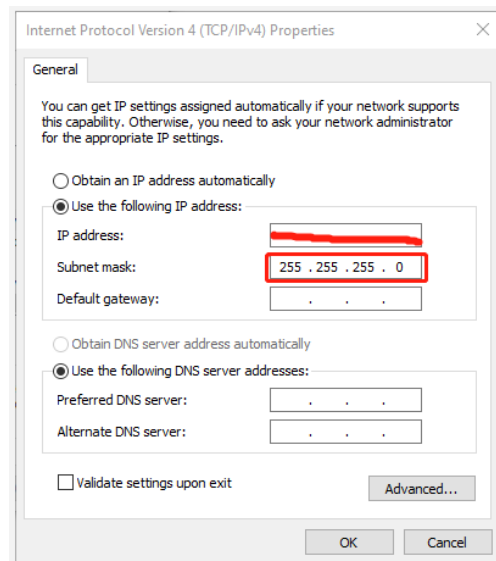 Internet Protocol Version 4 (TCP/IPv4) Properties
General
You can get IP settings assigned automatically if your network supports
this capability. Otherwise, you need to ask your network administrator
for the appropriate IP settings.
Obtain an IP address automatically
Use the following IP address:
IP address:
Subnet mask: 255 . 255 . 255 . 0
Default gateway: . . .
Obtain DNS server address automatically
Use the following DNS server addresses:
Preferred DNS server: . . .
Alternate DNS server: . . .
Validate settings upon exit
Advanced...
OK Cancel